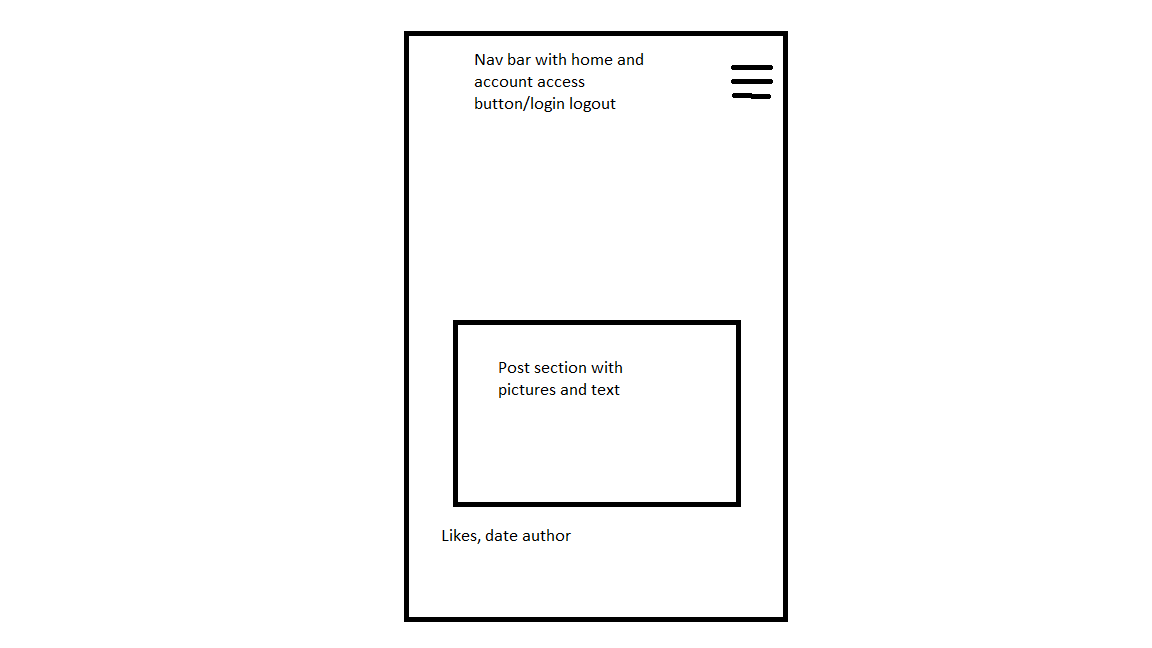 Nav bar with home and
account access
button/login logout
Post section with
pictures and text
Likes, date author